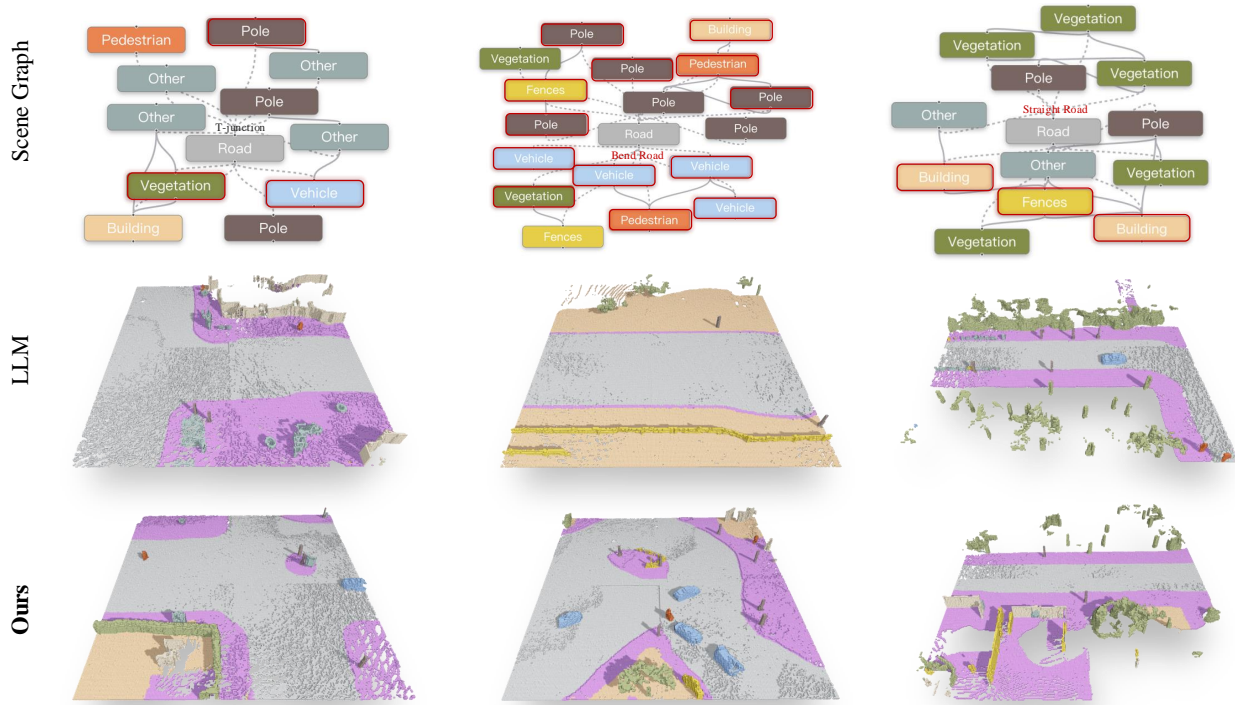 Scene Graph
Pedestrian
Pole
Other
Other
Pole
Other
Other
T-junction
Road
Vegetation
Vehicle
Building
Pole
Pole
Building
Vegetation
Pole
Pedestrian
Fences
Pole
Pole
Pole
Road
Pole
Vehicle
Bend Road
Vehicle
Vehicle
Vegetation
Pedestrian
Vehicle
Fences
Vegetation
Vegetation
Pole
Vegetation
Other
Straight Road
Road
Pole
Building
Other
Vegetation
Fences
Building
Vegetation
LLM
Ours